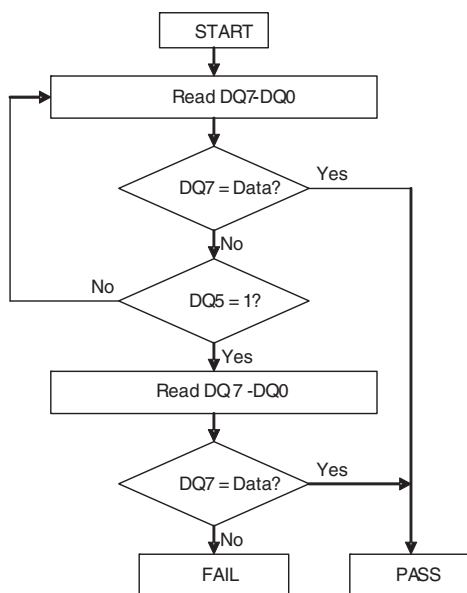 START
Read DQ7-DQ0
DQ7 = Data?
Yes
No
DQ5 = 1?
No
Yes
Read DQ 7 -DQ0
DQ7 = Data?
Yes
No
FAIL
PASS